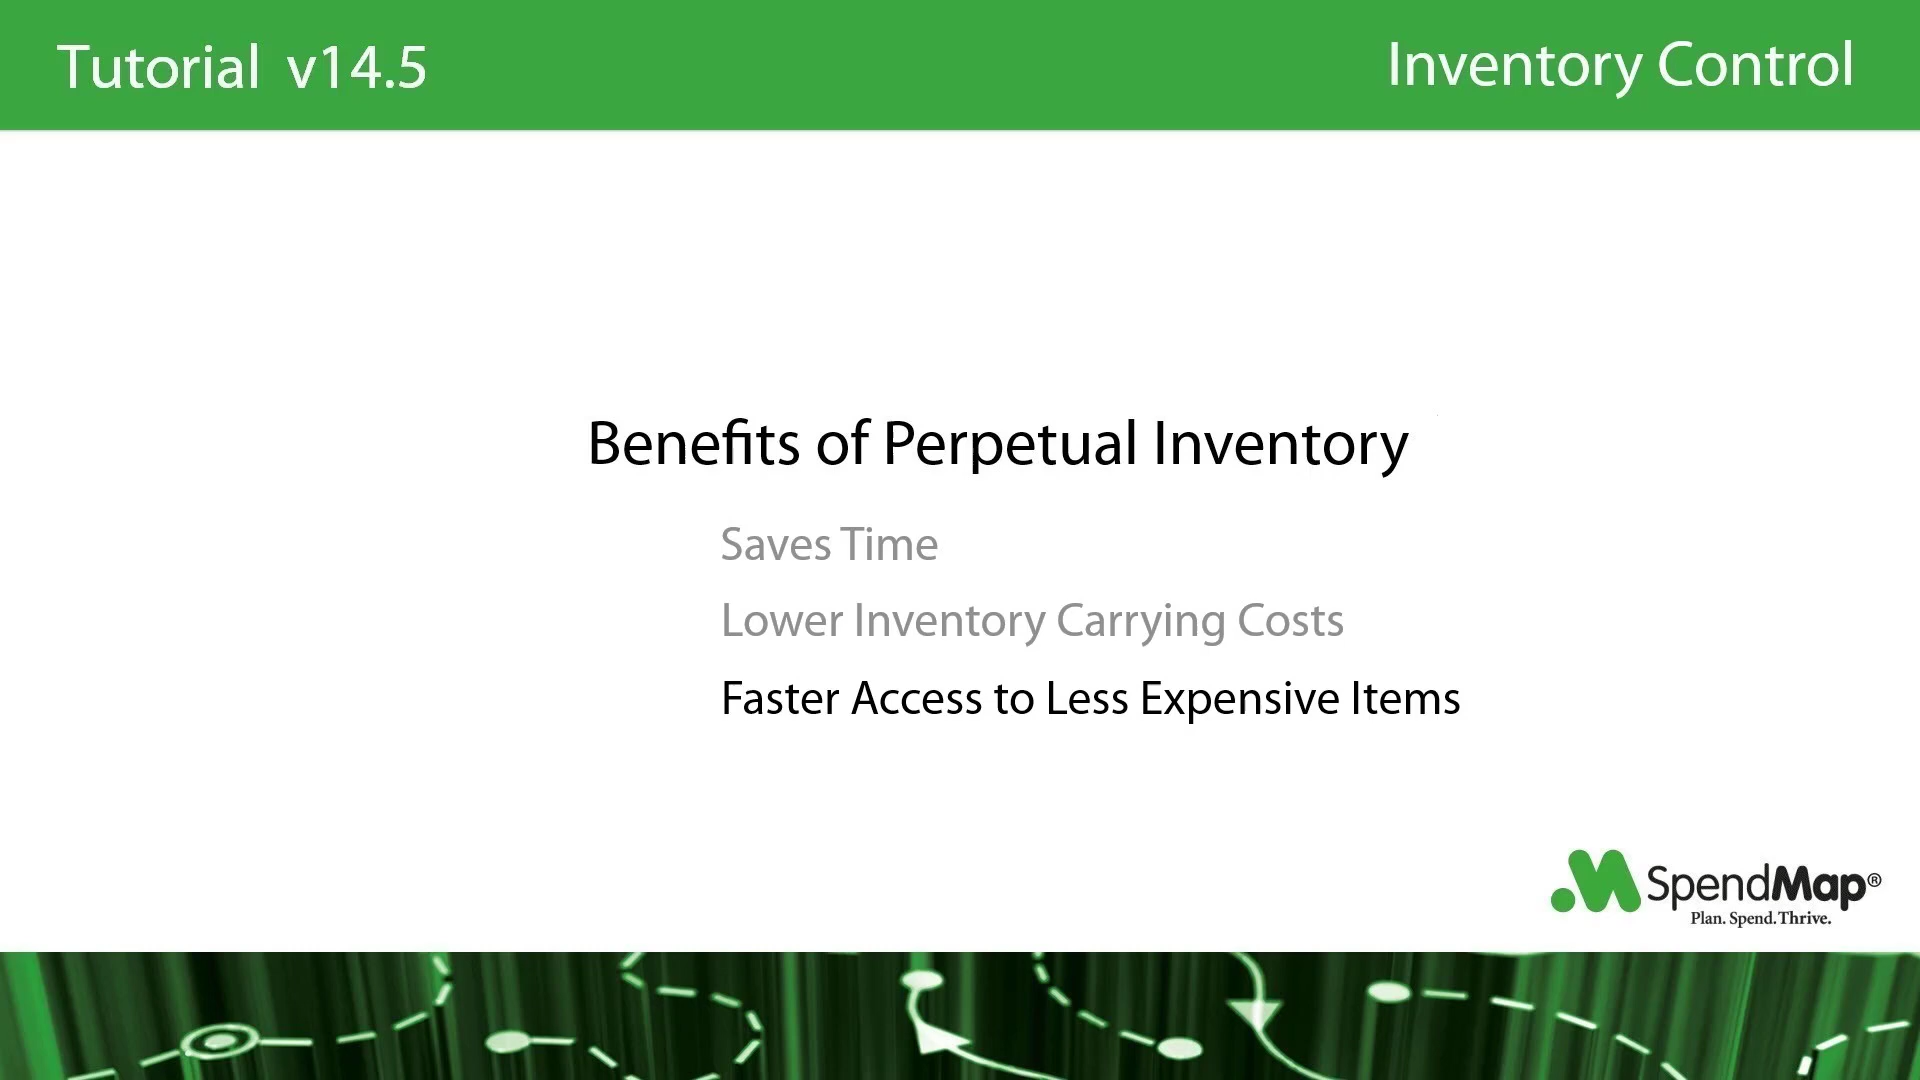 Tutorial v14.5
Inventory Control
Benefits of Perpetual Inventory
Saves Time
Lower Inventory Carrying Costs
Faster Access to Less Expensive Items
SpendMap®
Plan. Spend. Thrive.